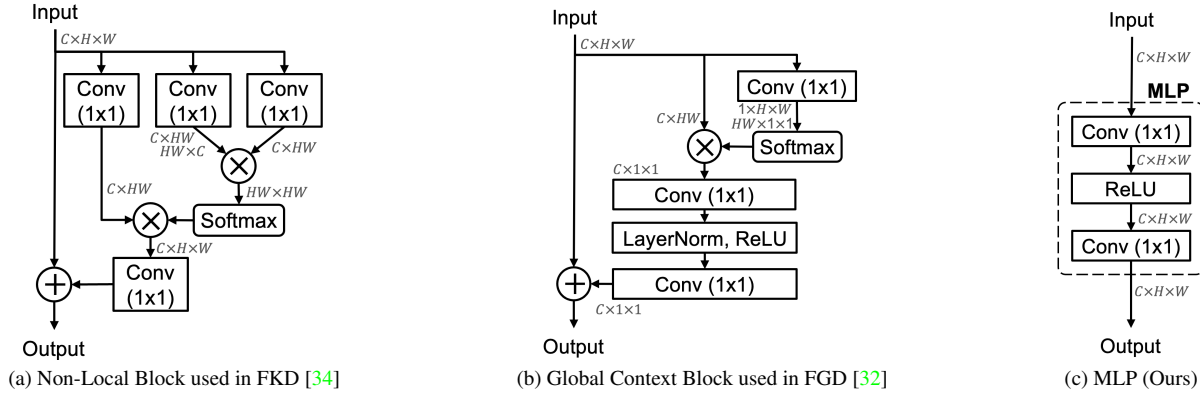 Input
C×H×W
Conv
(1x1)
Conv
(1x1)
Conv
(1x1)
C×HW
HW×C
C×HW
C×HW
HW×HW
Softmax
C×H×W
Conv
(1x1)
Output
(a) Non-Local Block used in FKD [34]
Input
C×H×W
Conv (1x1)
1×H×W
HW×1×1
C×HW
Softmax
C×1×1
Conv (1x1)
LayerNorm, ReLU
Conv (1x1)
C×1×1
Output
(b) Global Context Block used in FGD [32]
Input
C×H×W
MLP
Conv (1x1)
C×H×W
ReLU
C×H×W
Conv (1x1)
C×H×W
Output
(c) MLP (Ours)